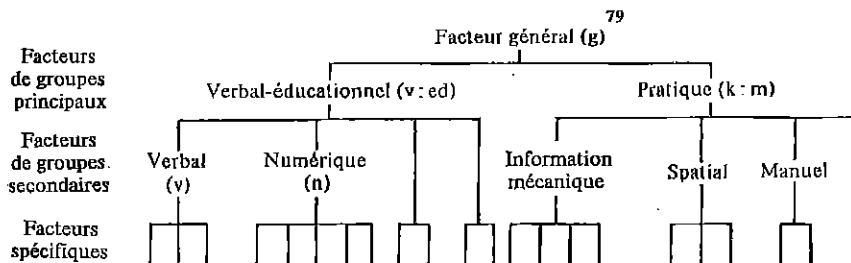 79
Facteur général (g)
Facteurs
de groupes
principaux
Verbal-éducationnel (v : ed)
Pratique (k : m)
Facteurs
de groupes.
secondaires
Verbal
(v)
Numérique
(n)
Information
mécanique
Spatial
Manuel
Facteurs
spécifiques